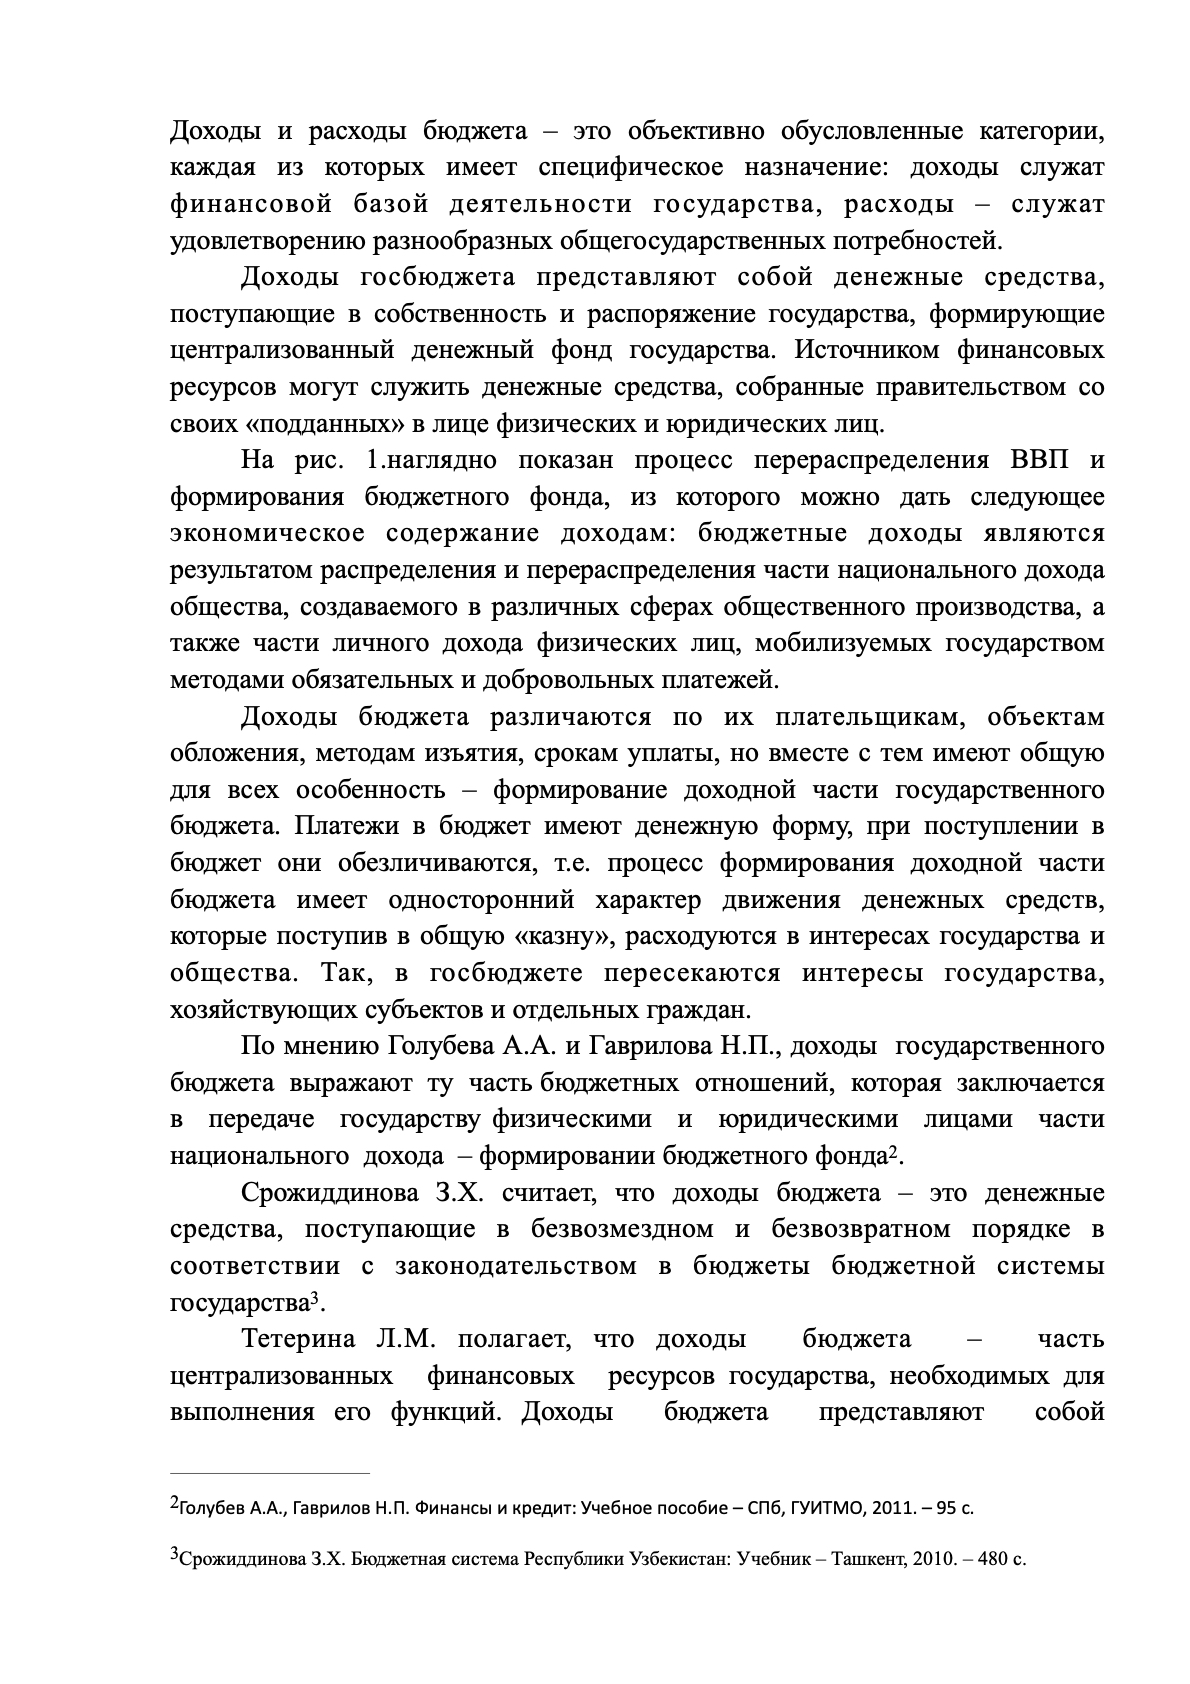 Доходы и расходы бюджета – это объективно обусловленные категории,
каждая из которых имеет специфическое назначение: доходы служат
финансовой базой деятельности государства, расходы – служат
удовлетворению разнообразных общегосударственных потребностей.
Доходы госбюджета представляют собой денежные средства,
поступающие в собственность и распоряжение государства, формирующие
централизованный денежный фонд государства. Источником финансовых
ресурсов могут служить денежные средства, собранные правительством со
своих «подданных» в лице физических и юридических лиц.
На рис. 1.наглядно показан процесс перераспределения ВВП и
формирования бюджетного фонда, из которого можно дать следующее
экономическое содержание доходам: бюджетные доходы являются
результатом распределения и перераспределения части национального дохода
общества, создаваемого в различных сферах общественного производства, а
также части личного дохода физических лиц, мобилизуемых государством
методами обязательных и добровольных платежей.
Доходы бюджета различаются по их плательщикам, объектам
обложения, методам изъятия, срокам уплаты, но вместе с тем имеют общую
для всех особенность – формирование доходной части государственного
бюджета. Платежи в бюджет имеют денежную форму, при поступлении в
бюджет они обезличиваются, т.е. процесс формирования доходной части
бюджета имеет односторонний характер движения денежных средств,
которые поступив в общую «казну», расходуются в интересах государства и
общества. Так, в госбюджете пересекаются интересы государства,
хозяйствующих субъектов и отдельных граждан.
По мнению Голубева А.А. и Гаврилова Н.П., доходы государственного
бюджета выражают ту часть бюджетных отношений, которая заключается
в передаче государству физическими и юридическими лицами части
национального дохода – формировании бюджетного фонда².
Срожиддинова З.Х. считает, что доходы бюджета – это денежные
средства, поступающие в безвозмездном и безвозвратном порядке в
соответствии с законодательством в бюджеты бюджетной системы
государства³.
Тетерина Л.М. полагает, что доходы бюджета – часть
централизованных финансовых ресурсов государства, необходимых для
выполнения его функций. Доходы бюджета представляют собой
²Голубев А.А., Гаврилов Н.П. Финансы и кредит: Учебное пособие – СПб, ГУИТМО, 2011. – 95 с.
³Срожиддинова З.Х. Бюджетная система Республики Узбекистан: Учебник – Ташкент, 2010. – 480 с.